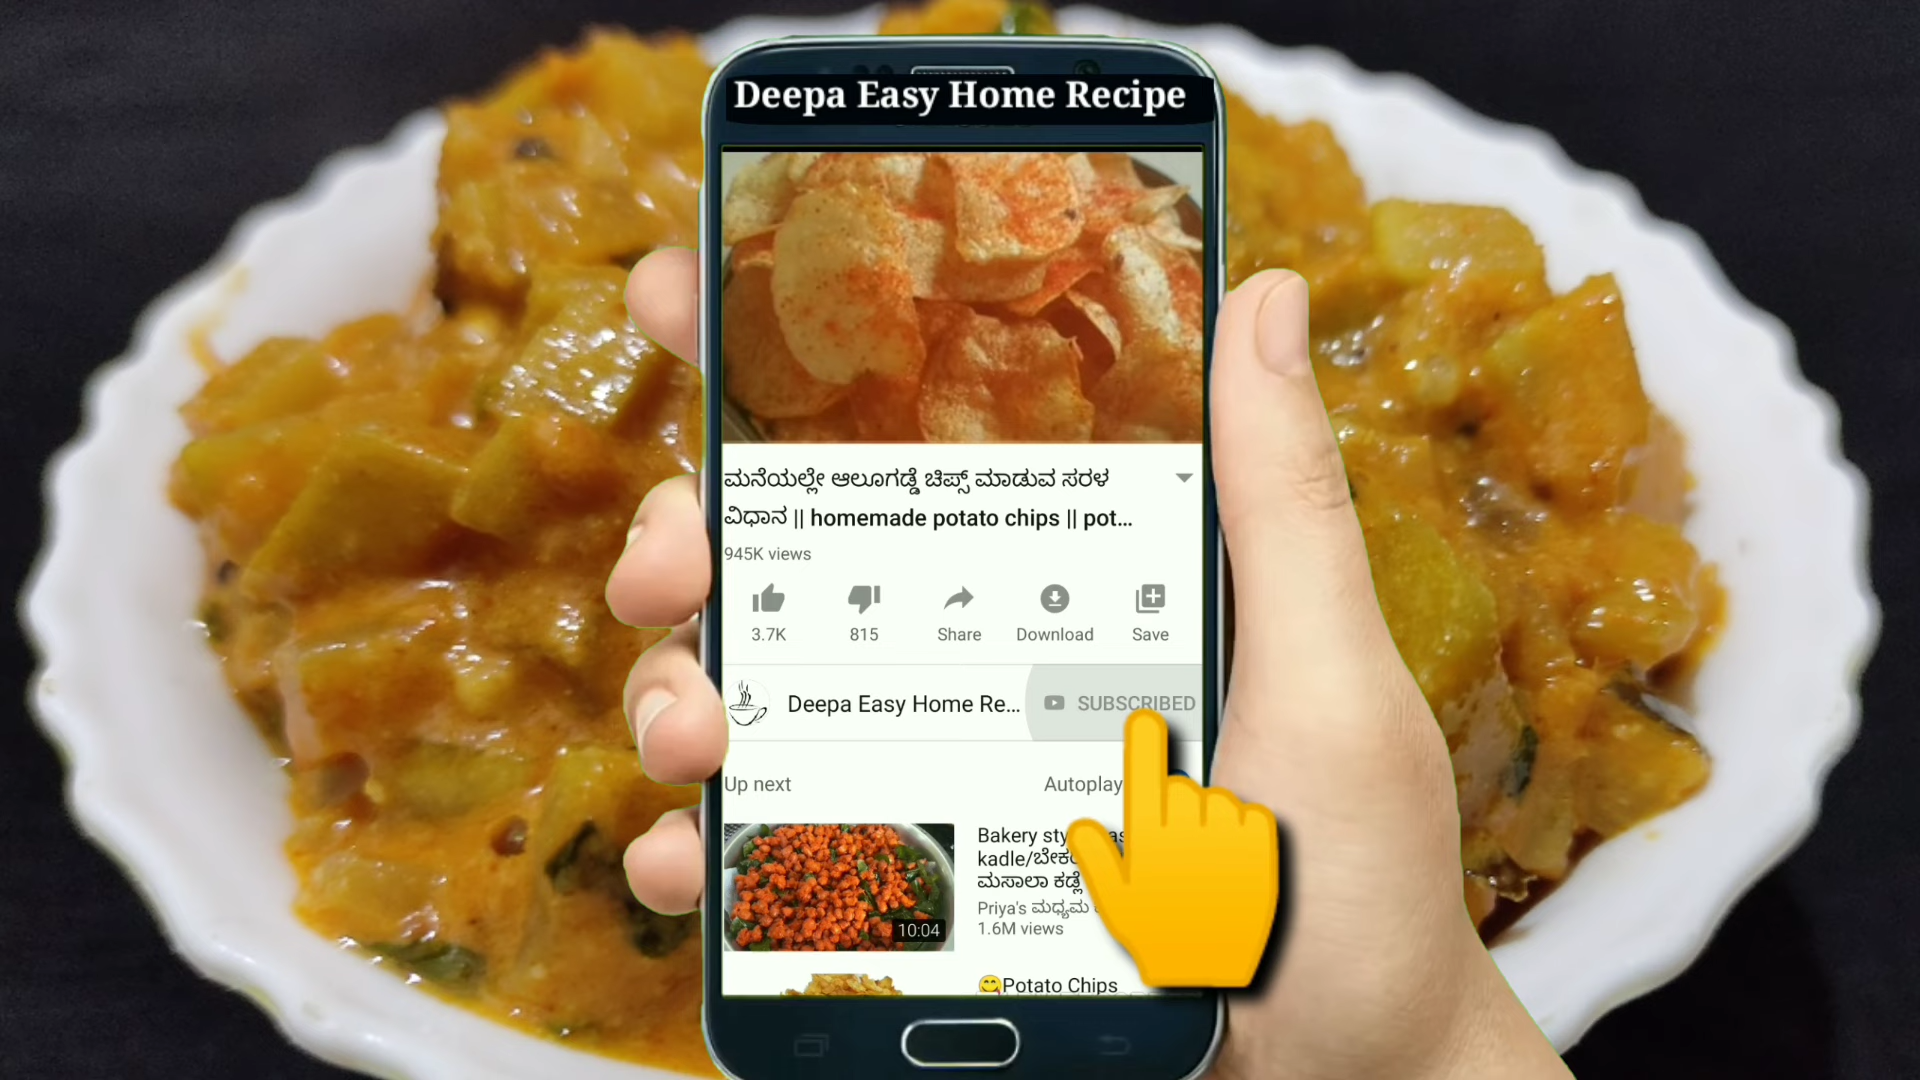 Deepa Easy Home Recipe
ಮನೆಯಲ್ಲೇ ಆಲೂಗಡ್ಡೆ ಚಿಪ್ಸ್ ಮಾಡುವ ಸರಳ
ವಿಧಾನ || homemade potato chips || pot...
945K views
3.7K
815
Share
Download
Save
Deepa Easy Home Re...
SUBSCRIBED
Up next
Autoplay
10:04
Bakery
kadle/
ಮಸಾಲಾ ಕಡ್ಲೆ
Priya's ಮಧ್ಯಮ
1.6M views
Potato Chips